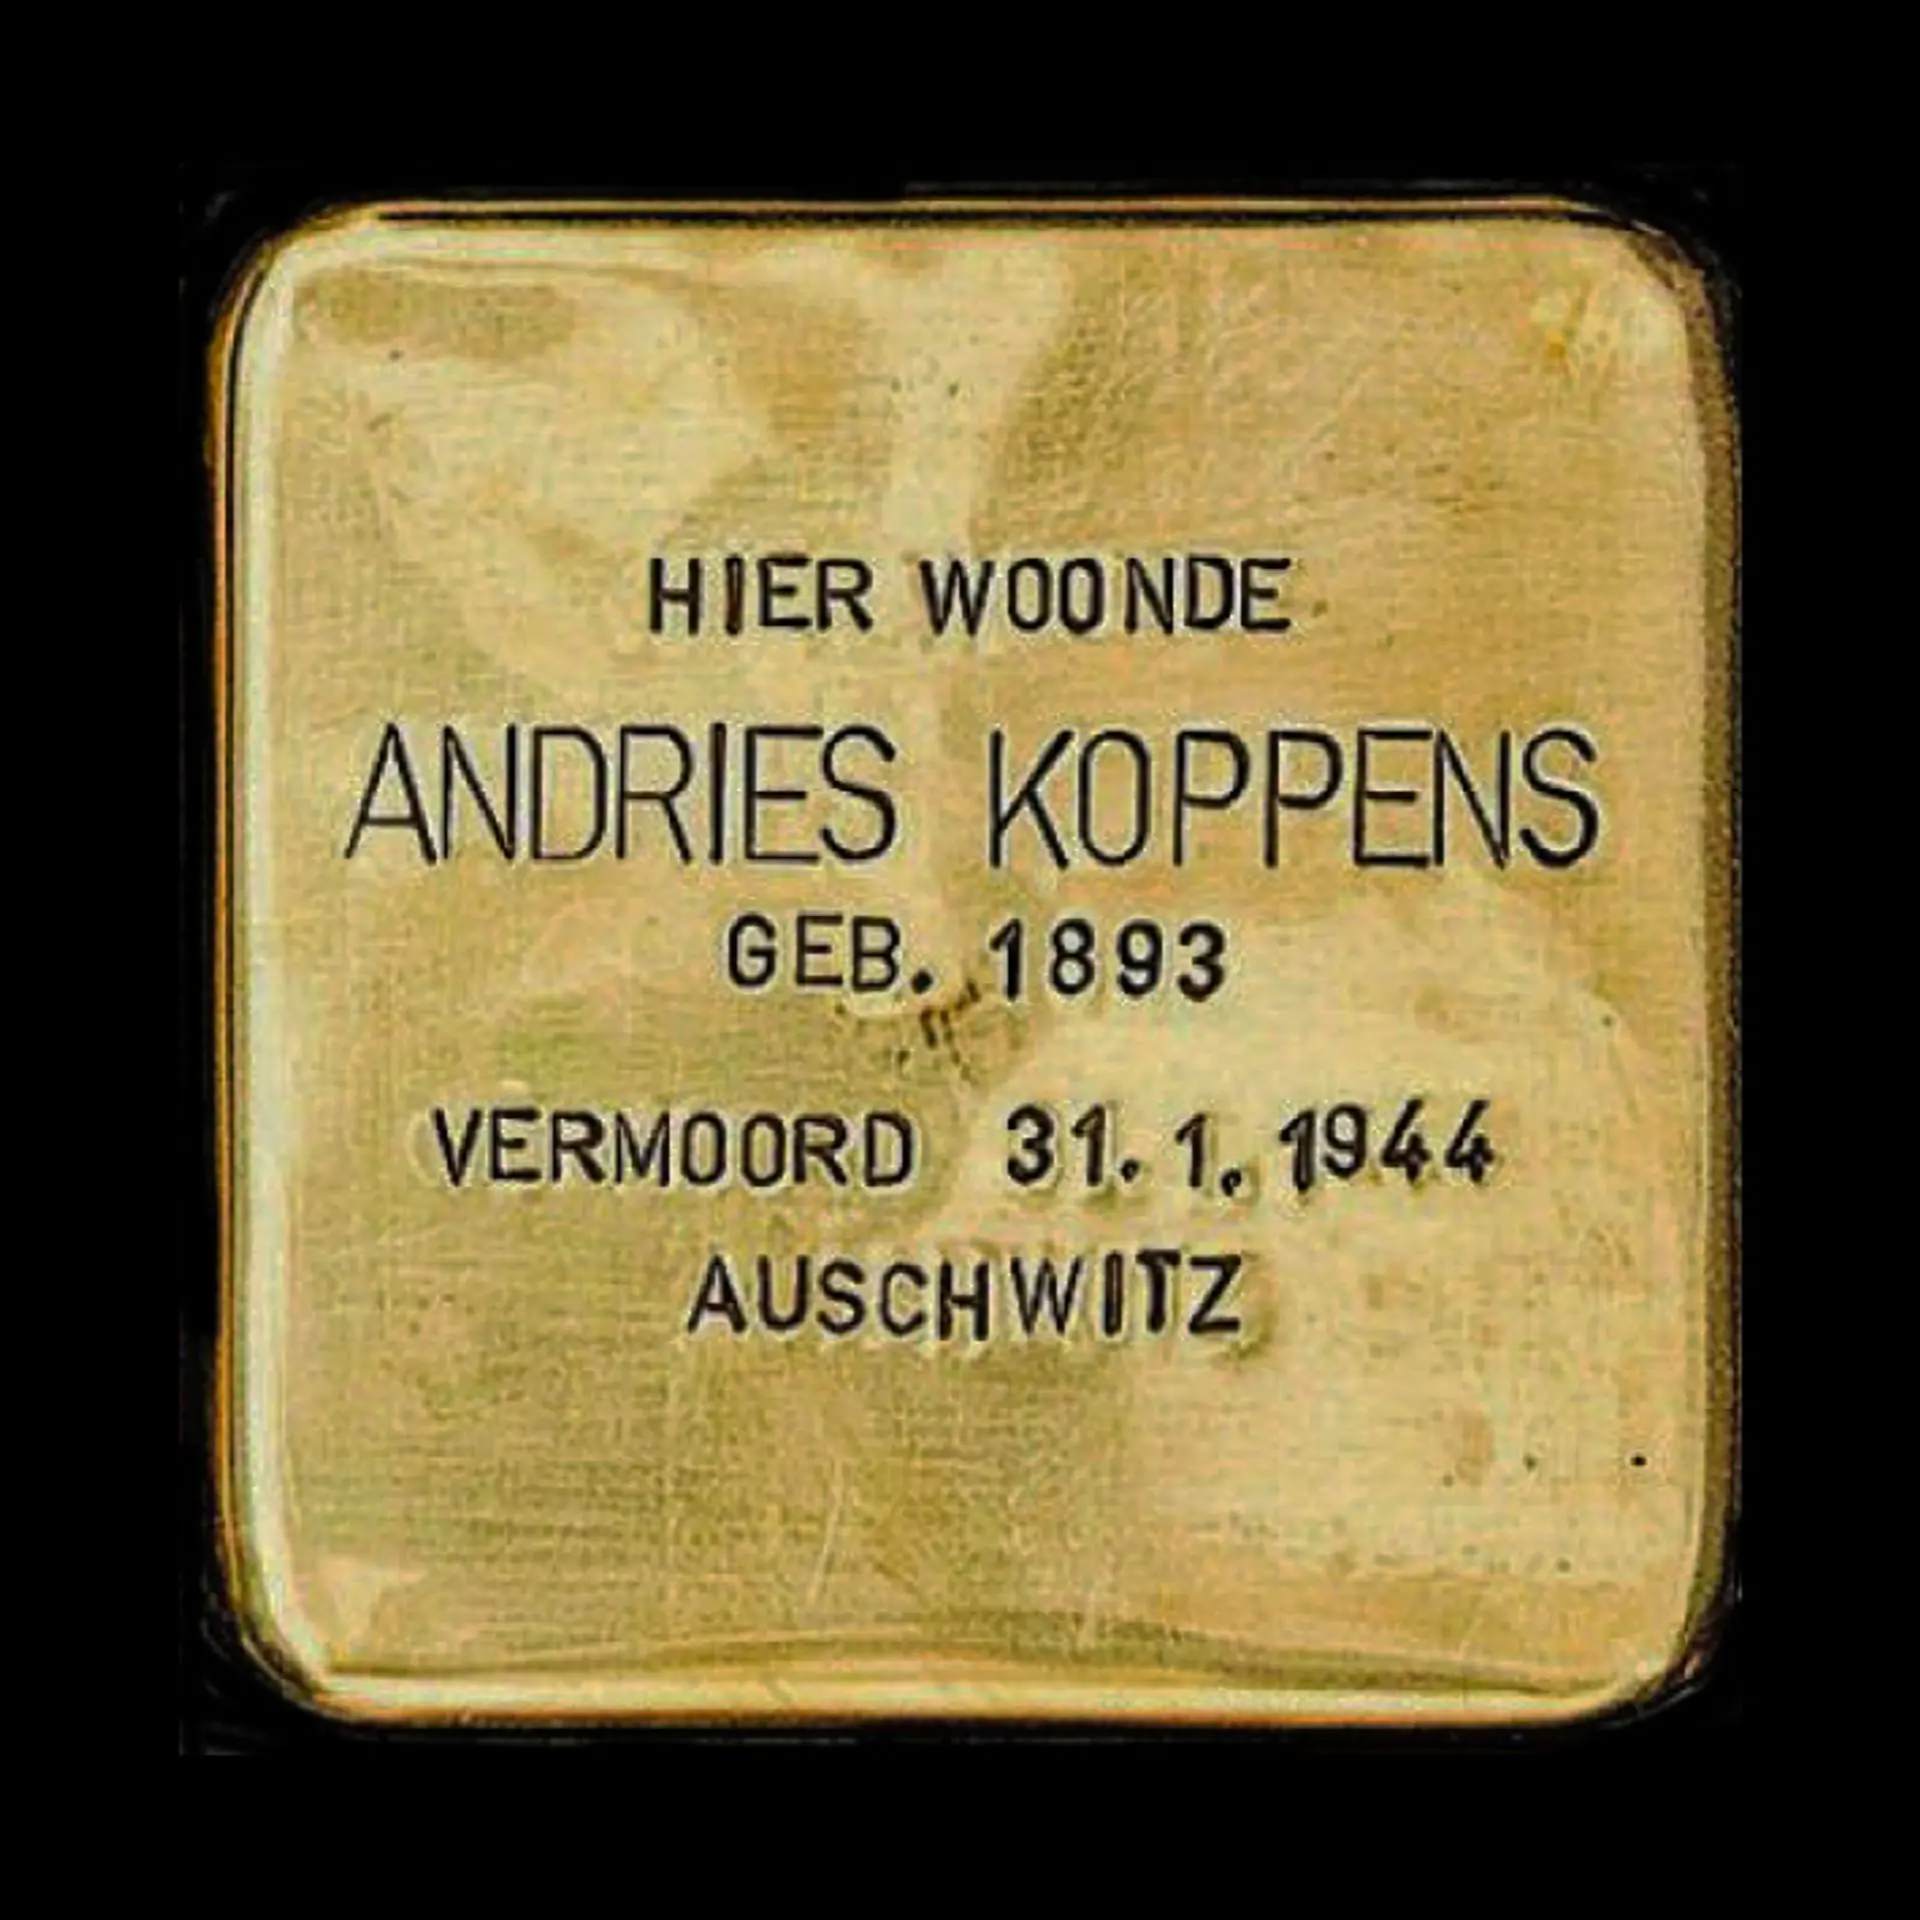 HIER WOONDE
ANDRIES KOPPENS
GEB. 1893
VERMOORD 31.1.1944
AUSCHWITZ